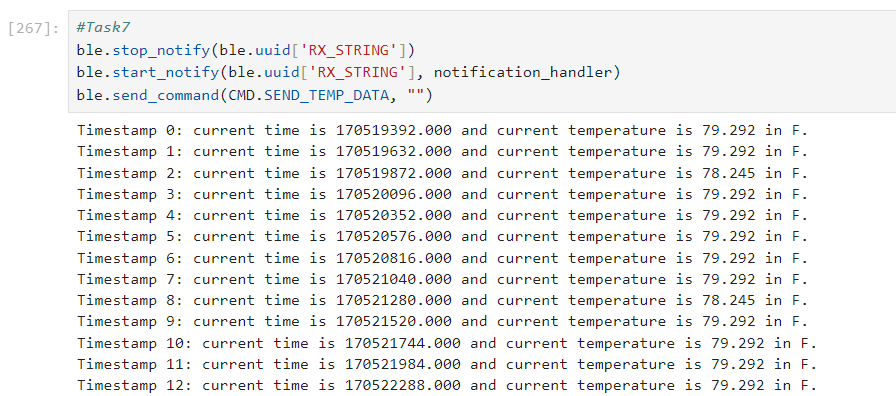 [267]:
#Task7
ble.stop_notify(ble.uuid['RX_STRING'])
ble.start_notify(ble.uuid['RX_STRING'], notification_handler)
ble.send_command(CMD.SEND_TEMP_DATA, "")
Timestamp 0: current time is 170519392.000 and current temperature is 79.292 in F.
Timestamp 1: current time is 170519632.000 and current temperature is 79.292 in F.
Timestamp 2: current time is 170519872.000 and current temperature is 78.245 in F.
Timestamp 3: current time is 170520096.000 and current temperature is 79.292 in F.
Timestamp 4: current time is 170520352.000 and current temperature is 79.292 in F.
Timestamp 5: current time is 170520576.000 and current temperature is 79.292 in F.
Timestamp 6: current time is 170520816.000 and current temperature is 79.292 in F.
Timestamp 7: current time is 170521040.000 and current temperature is 79.292 in F.
Timestamp 8: current time is 170521280.000 and current temperature is 78.245 in F.
Timestamp 9: current time is 170521520.000 and current temperature is 79.292 in F.
Timestamp 10: current time is 170521744.000 and current temperature is 79.292 in F.
Timestamp 11: current time is 170521984.000 and current temperature is 79.292 in F.
Timestamp 12: current time is 170522288.000 and current temperature is 79.292 in F.